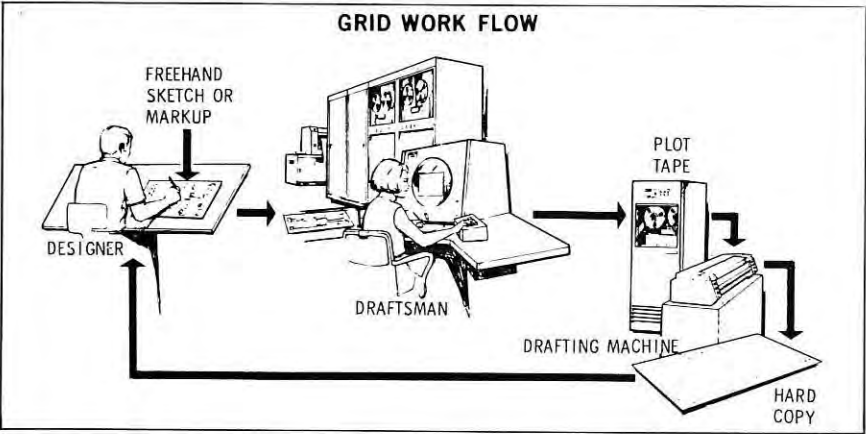 GRID WORK FLOW
FREEHAND
SKETCH OR
MARKUP
DESIGNER
DRAFTSMAN
PLOT
TAPE
DRAFTING MACHINE
HARD
COPY